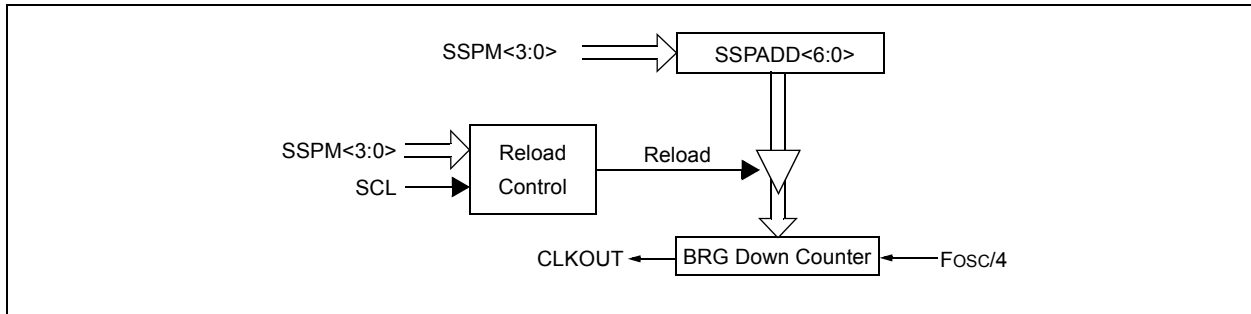 SSPM<3:0>
SSPADD<6:0>
SSPM<3:0>
SCL
Reload
Control
Reload
CLKOUT
BRG Down Counter
FOSC/4